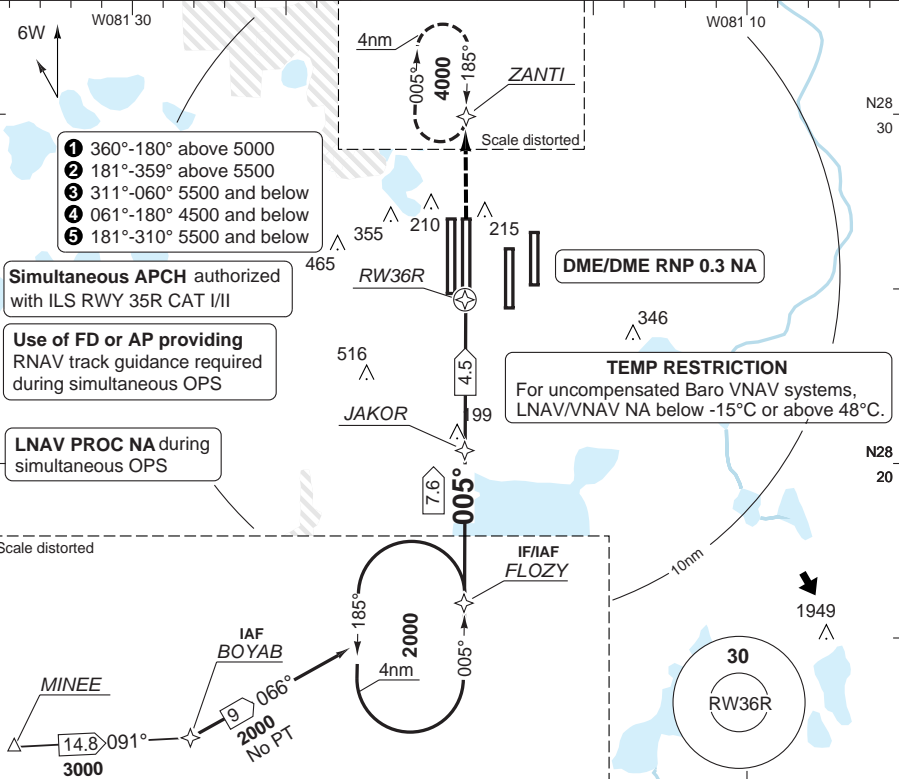 W081 30
W081 10
6W
4nm
005°
4000
185°
ZANTI
Scale distorted
N28
30
1 360°-180° above 5000
2 181°-359° above 5500
3 311°-060° 5500 and below
4 061°-180° 4500 and below
5 181°-310° 5500 and below
465
355
210
215
Simultaneous APCH authorized
with ILS RWY 35R CAT I/II
RW36R
DME/DME RNP 0.3 NA
Use of FD or AP providing
RNAV track guidance required
during simultaneous OPS
346
516
4.5
TEMP RESTRICTION
For uncompensated Baro VNAV systems,
LNAV/VNAV NA below -15°C or above 48°C.
JAKOR
199
LNAV PROC NA during
simultaneous OPS
N28
20
7.6
005°
Scale distorted
10nm
IF/IAF
FLOZY
185°
2000
005°
4nm
1949
IAF
BOYAB
MINEE
9
066°
2000
No PT
14.8
091°
3000
30
RW36R